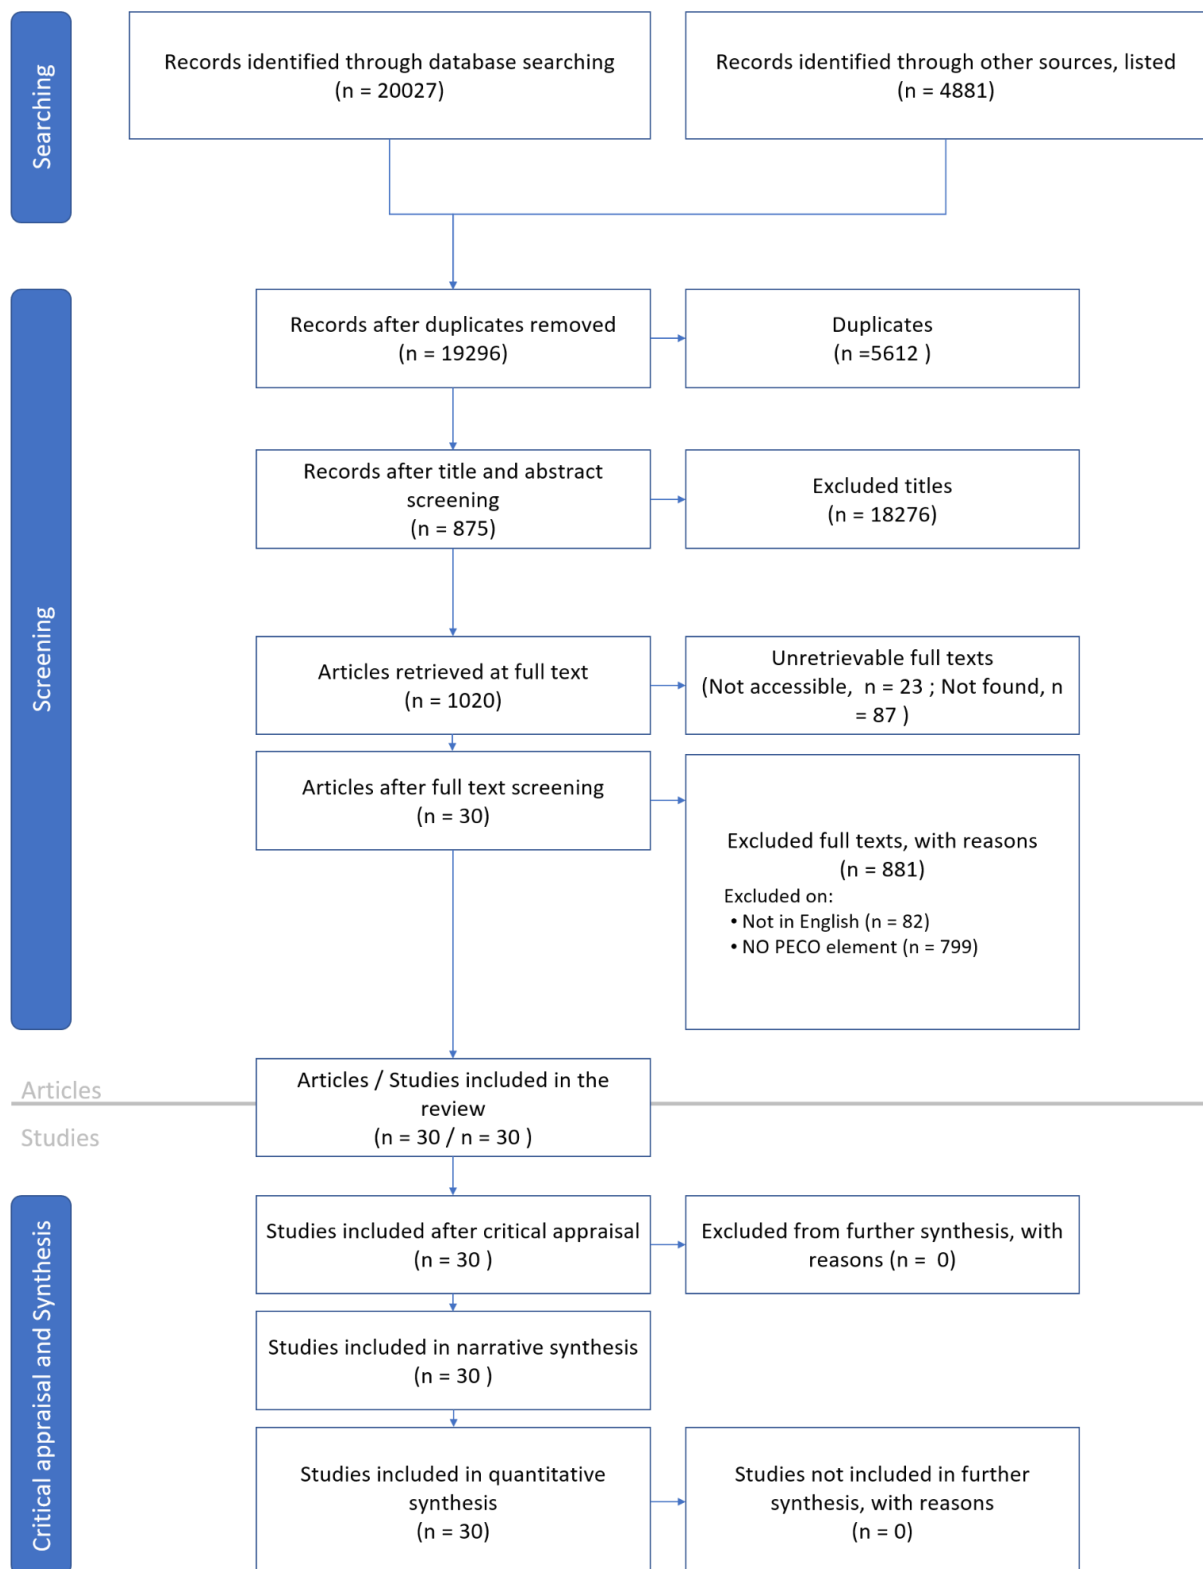 Searching
Records identified through database searching
(n = 20027)
Records identified through other sources, listed
(n = 4881)
Screening
Records after duplicates removed
(n = 19296)
Duplicates
(n =5612 )
Records after title and abstract
screening
(n = 875)
Excluded titles
(n = 18276)
Articles retrieved at full text
(n = 1020)
Unretrievable full texts
(Not accessible,  n = 23 ; Not found, n
= 87 )
Articles after full text screening
(n = 30)
Excluded full texts, with reasons
(n = 881)
Excluded on:
• Not in English (n = 82)
• NO PECO element (n = 799)
Articles
Studies
Articles / Studies included in the
review
(n = 30 / n = 30 )
Critical appraisal and Synthesis
Studies included after critical appraisal
(n = 30 )
Excluded from further synthesis, with
reasons (n =  0)
Studies included in narrative synthesis
(n = 30 )
Studies included in quantitative
synthesis
(n = 30)
Studies not included in further
synthesis, with reasons
(n = 0)